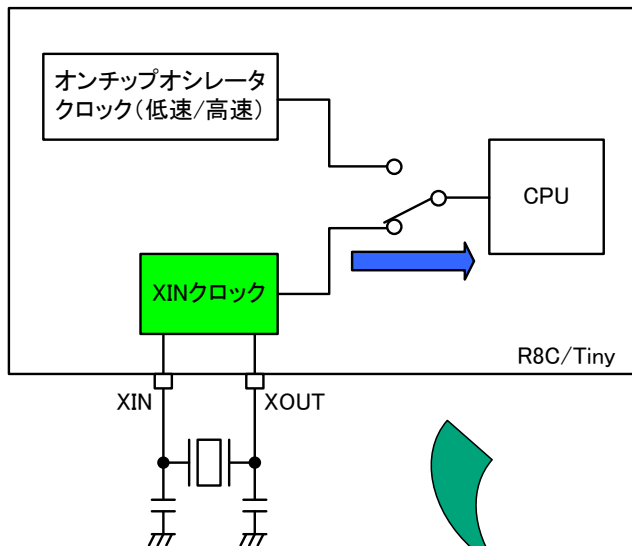 オンチップオシレータ
クロック(低速/高速)
CPU
XINクロック
R8C/Tiny
XIN
XOUT